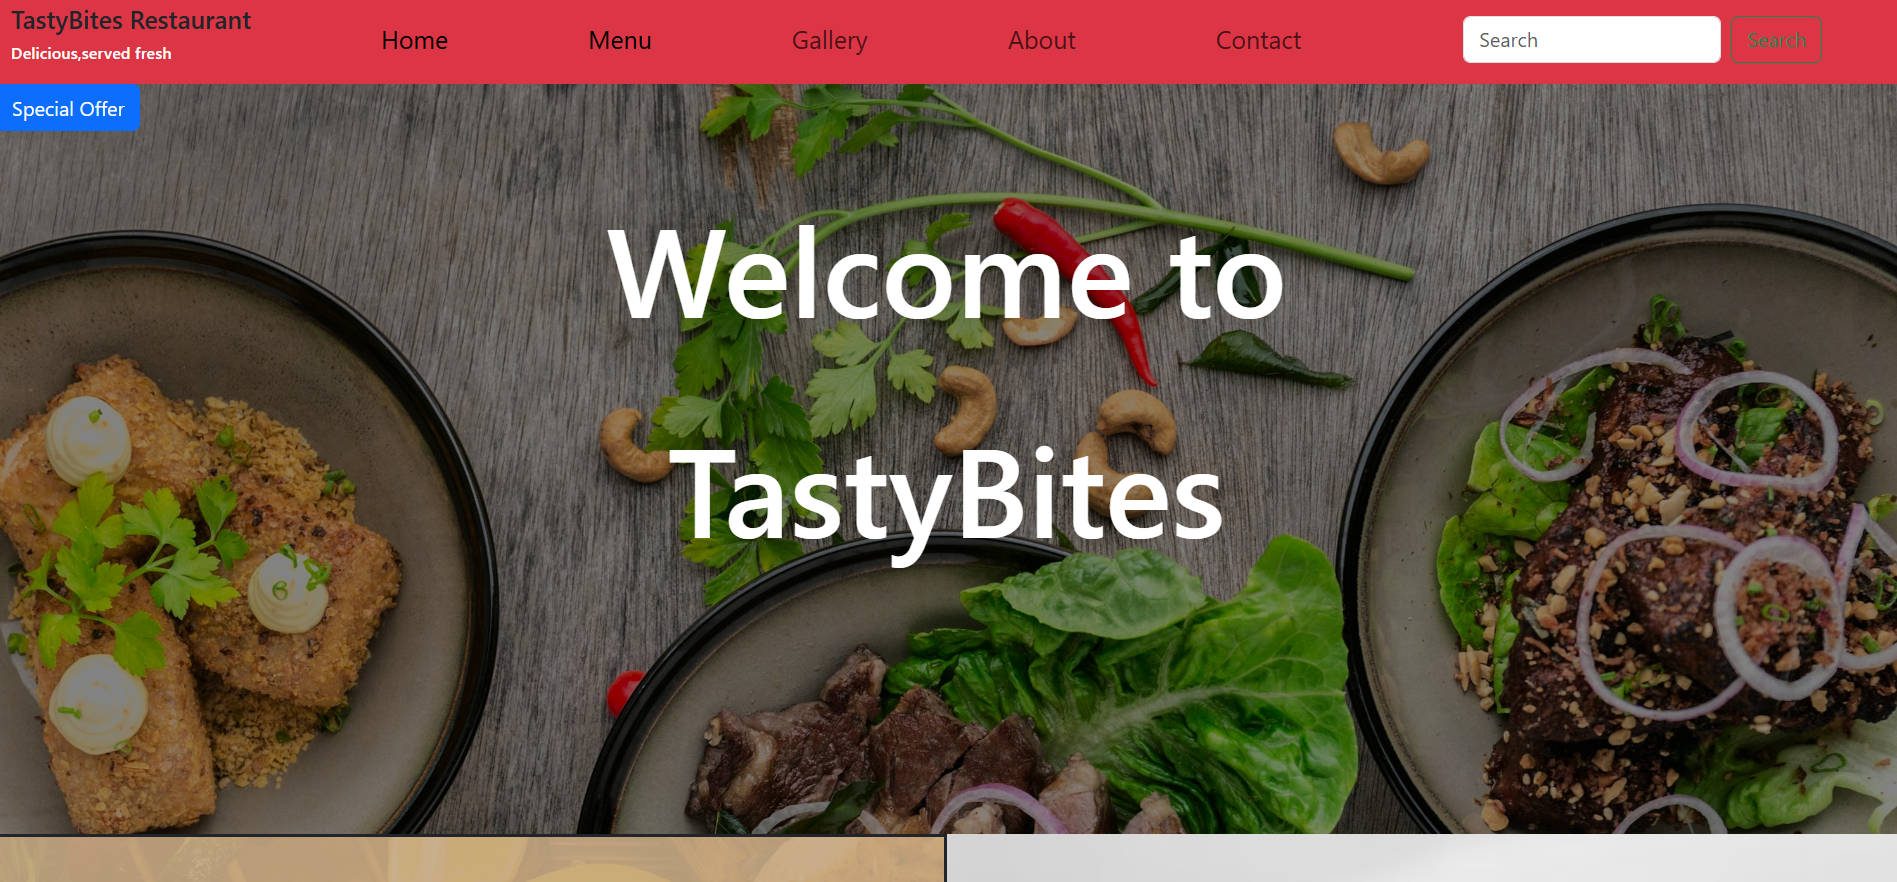 TastyBites Restaurant
Delicious,served fresh
Home
Menu
Gallery
About
Contact
Search
Search
Special Offer
Welcome to
TastyBites